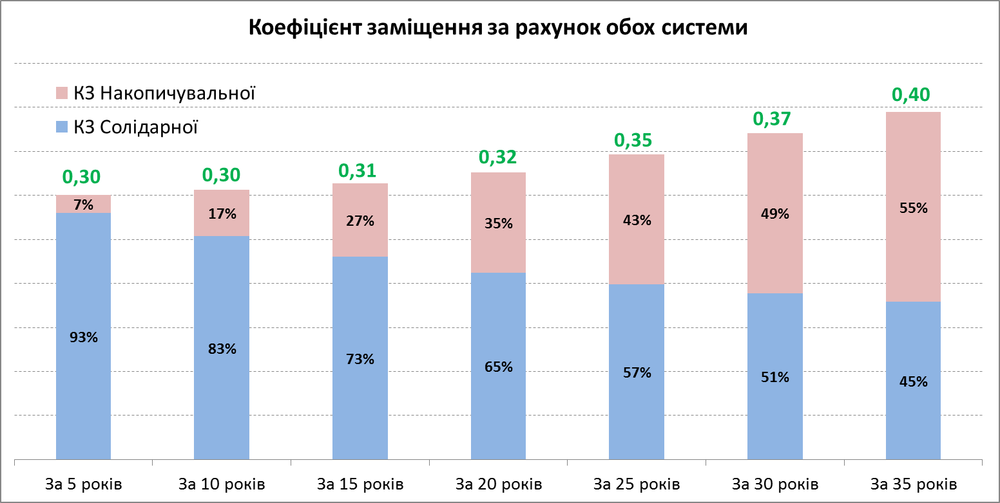 Коефіцієнт заміщення за рахунок обох системи
КЗ Накопичувальної
КЗ Солідарної
0,30
0,30
0,31
0,32
0,35
0,37
0,40
7%
17%
27%
35%
43%
49%
55%
93%
83%
73%
65%
57%
51%
45%
За 5 років
За 10 років
За 15 років
За 20 років
За 25 років
За 30 років
За 35 років